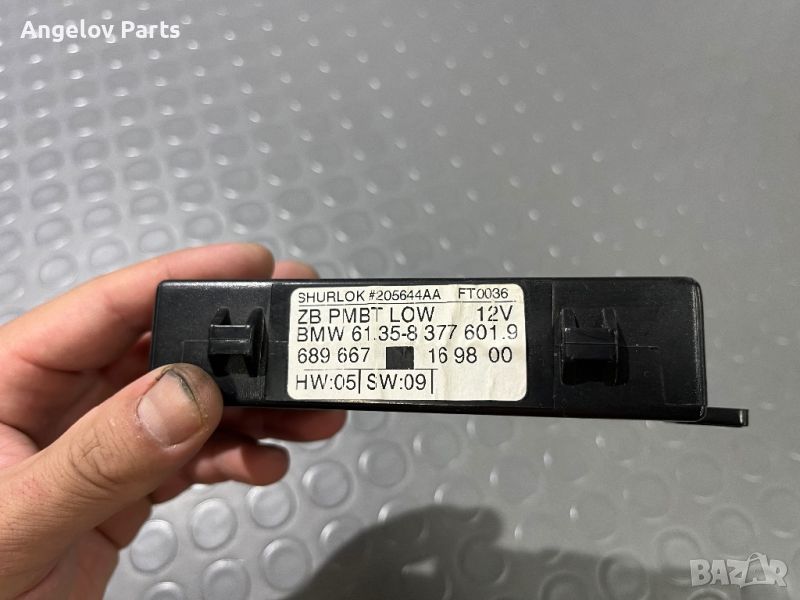 Angelov Parts
SHURLOK #205644AA FT0036
ZB PMBT LOW 12V
BMW 61.35-8 377 601.9
689 667 16 98 00
HW:05 SW:09
BAZAR